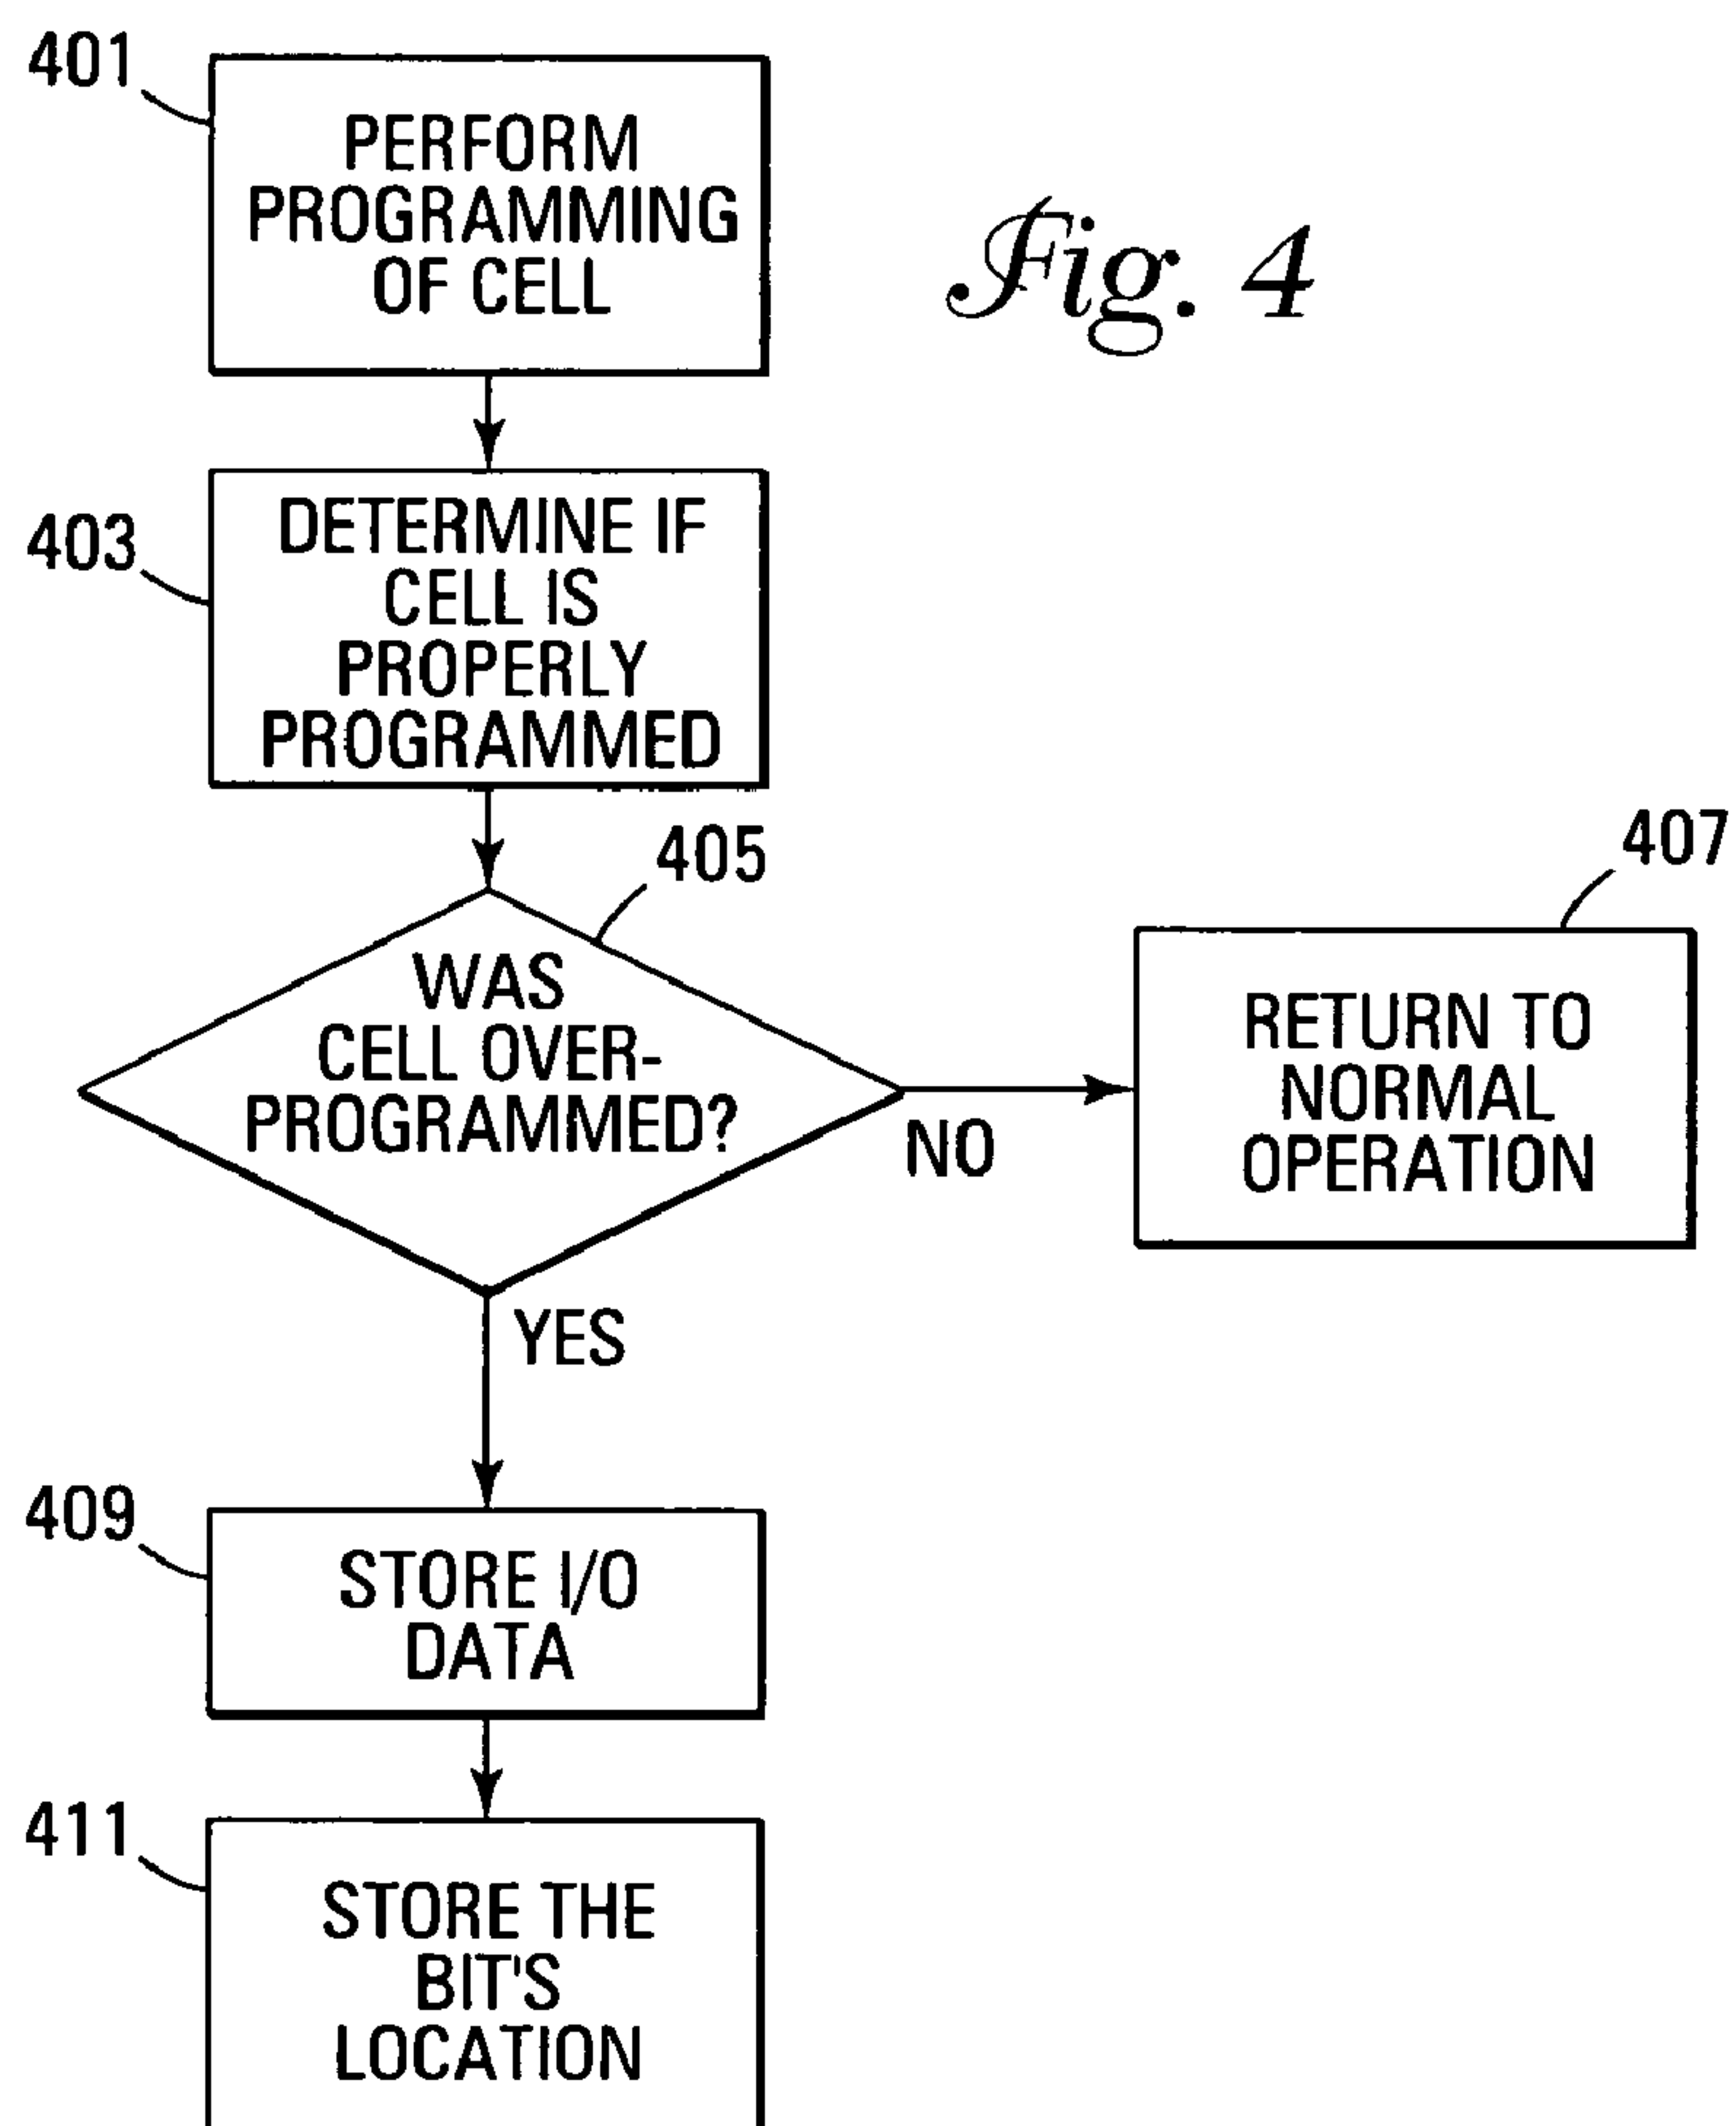 401
PERFORM
PROGRAMMING
OF CELL
Fig. 4
403
DETERMINE IF
CELL IS
PROPERLY
PROGRAMMED
405
WAS
CELL OVER-
PROGRAMMED?
NO
407
RETURN TO
NORMAL
OPERATION
YES
409
STORE I/O
DATA
411
STORE THE
BIT'S
LOCATION